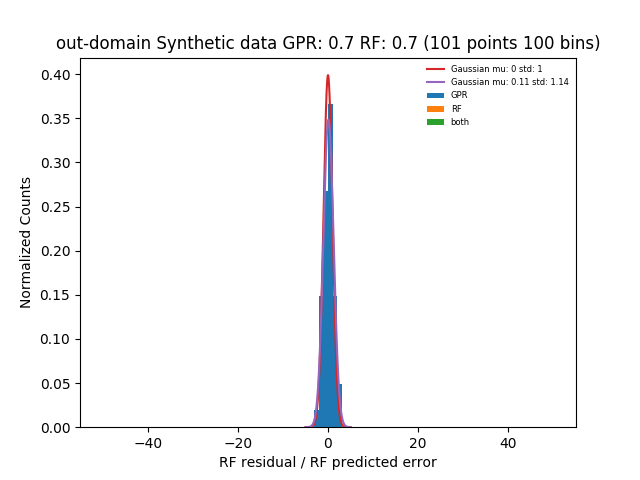 out-domain Synthetic data GPR: 0.7 RF: 0.7 (101 points 100 bins)
Gaussian mu: 0 std: 1
Gaussian mu: 0.11 std: 1.14
GPR
RF
both
Normalized Counts
0.40
0.35
0.30
0.25
0.20
0.15
0.10
0.05
0.00
−40
−20
0
20
40
RF residual / RF predicted error